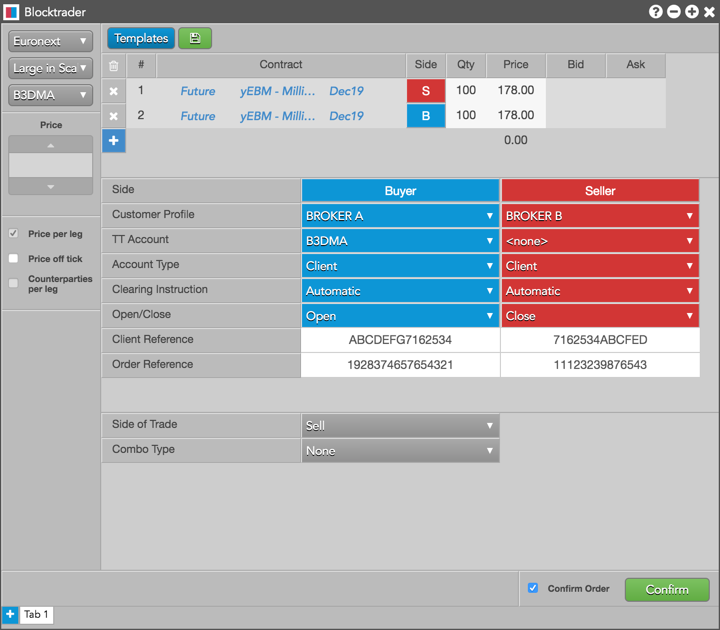 Blocktrader
Euronext
Large in Sca
B3DMA
Price
Price per leg
Price off tick
Counterparties
per leg
Templates
# Contract Side Qty Price Bid Ask
1 Future yEBM - Milli... Dec19 S 100 178.00
2 Future yEBM - Milli... Dec19 B 100 178.00
+ 0.00
Side Buyer Seller
Customer Profile BROKER A BROKER B
TT Account B3DMA <none>
Account Type Client Client
Clearing Instruction Automatic Automatic
Open/Close Open Close
Client Reference ABCDEFG7162534 7162534ABCFED
Order Reference 1928374657654321 11123239876543
Side of Trade Sell
Combo Type None
Confirm Order Confirm
+ Tab 1